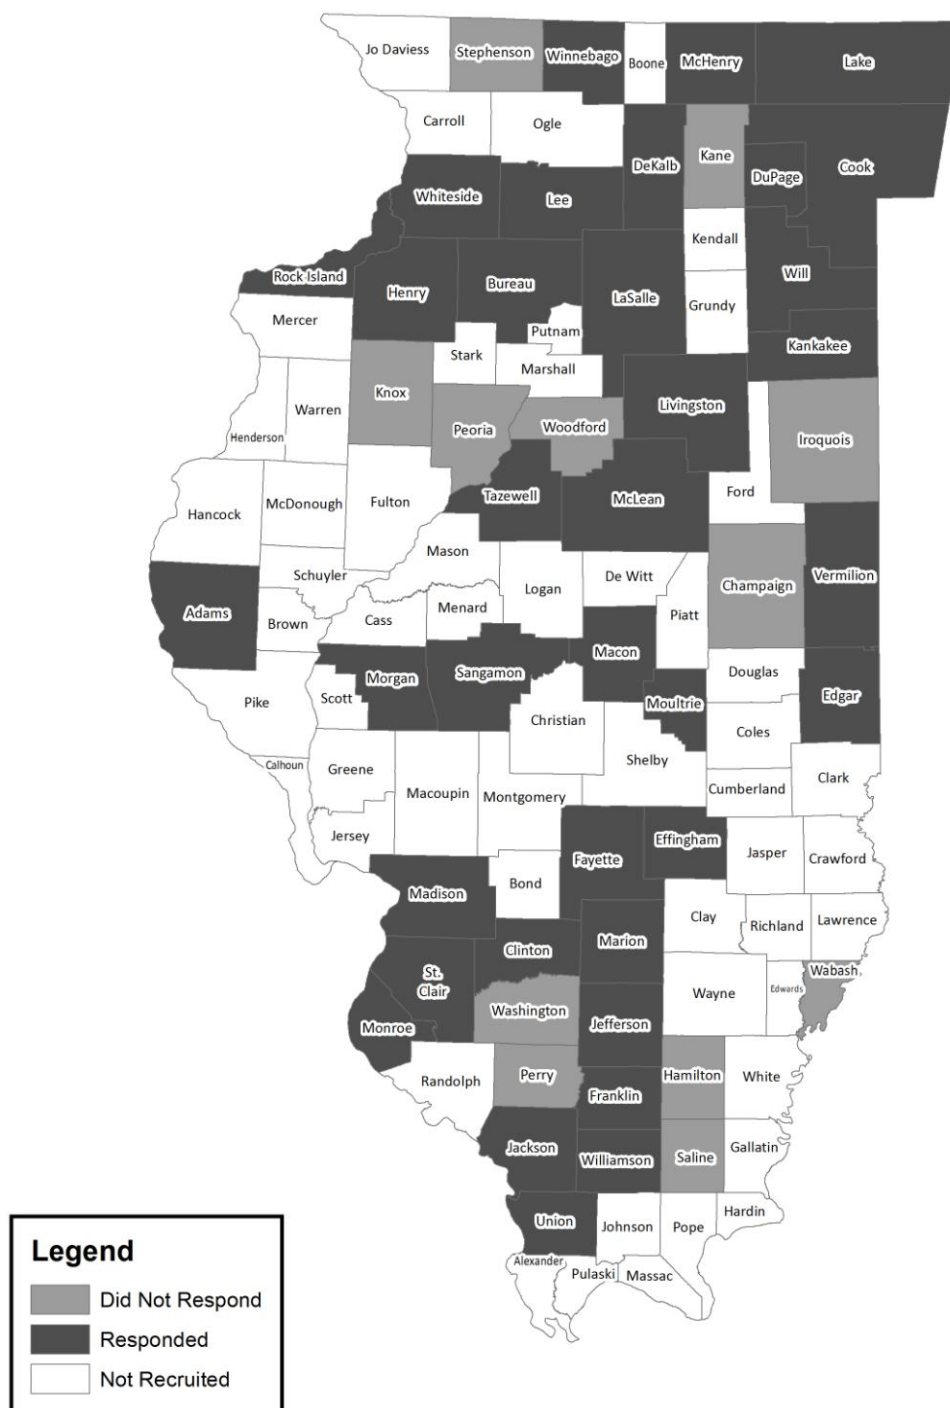 Jo Daviess
Stephenson
Winnebago
Boone
McHenry
Lake
Carroll
Ogle
DeKalb
Kane
DuPage
Cook
Whiteside
Lee
Kendall
Rock Island
Henry
Bureau
LaSalle
Will
Grundy
Mercer
Putnam
Kankakee
Stark
Marshall
Knox
Warren
Henderson
Peoria
Woodford
Livingston
Iroquois
Hancock
McDonough
Fulton
Tazewell
McLean
Ford
Mason
Schuyler
Logan
De Witt
Champaign
Vermilion
Adams
Brown
Cass
Menard
Piatt
Macon
Sangamon
Morgan
Scott
Pike
Douglas
Moultrie
Edgar
Christian
Coles
Shelby
Calhoun
Greene
Macoupin
Montgomery
Cumberland
Clark
Jersey
Effingham
Fayette
Jasper
Crawford
Bond
Madison
Clay
Richland
Lawrence
Marion
Clinton
St.
Clair
Wabash
Edwards
Wayne
Washington
Jefferson
Monroe
Randolph
Perry
Hamilton
White
Franklin
Jackson
Williamson
Saline
Gallatin
Union
Johnson
Pope
Hardin
Alexander
Pulaski
Massac
Legend
Did Not Respond
Responded
Not Recruited